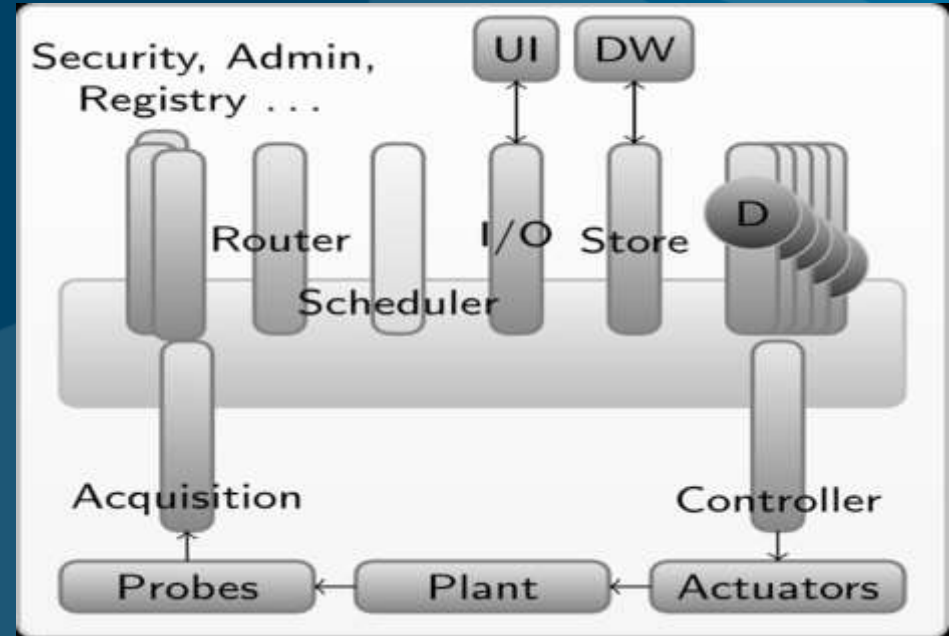 Security, Admin,
Registry ...
UI
DW
Router
Scheduler
I/O
Store
D
Acquisition
Controller
Probes
Plant
Actuators